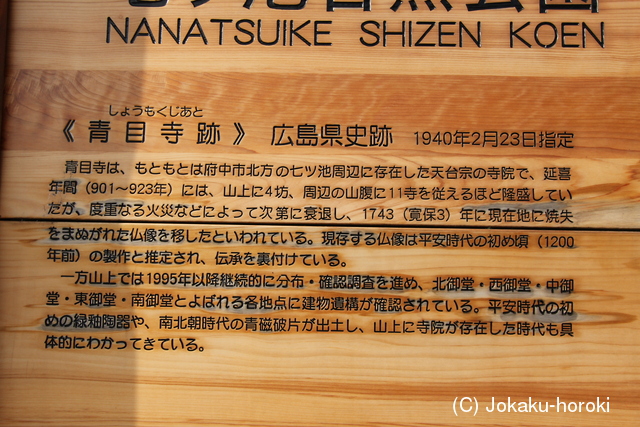 七ツ池自然公園
NANATSUIKE SHIZEN KOEN
しょうもくじあと
《青目寺跡》 広島県史跡 1940年2月23日指定
青目寺は、もともとは府中市北方の七ツ池周辺に存在した天台宗の寺院で、延喜
年間（901～923年）には、山上に4坊、周辺の山腹に11寺を従えるほど隆盛してい
たが、度重なる火災などによって次第に衰退し、1743（寛保3）年に現在地に焼失
をまぬがれた仏像を移したといわれている。現存する仏像は平安時代の初め頃（1200
年前）の製作と推定され、伝承を裏付けている。
一方山上では1995年以降継続的に分布・確認調査を進め、北御堂・西御堂・中御
堂・東御堂・南御堂とよばれる各地点に建物遺構が確認されている。平安時代の初
めの緑釉陶器や、南北朝時代の青磁破片が出土し、山上に寺院が存在した時代も具
体的にわかってきている。
(C) Jokaku-horoki